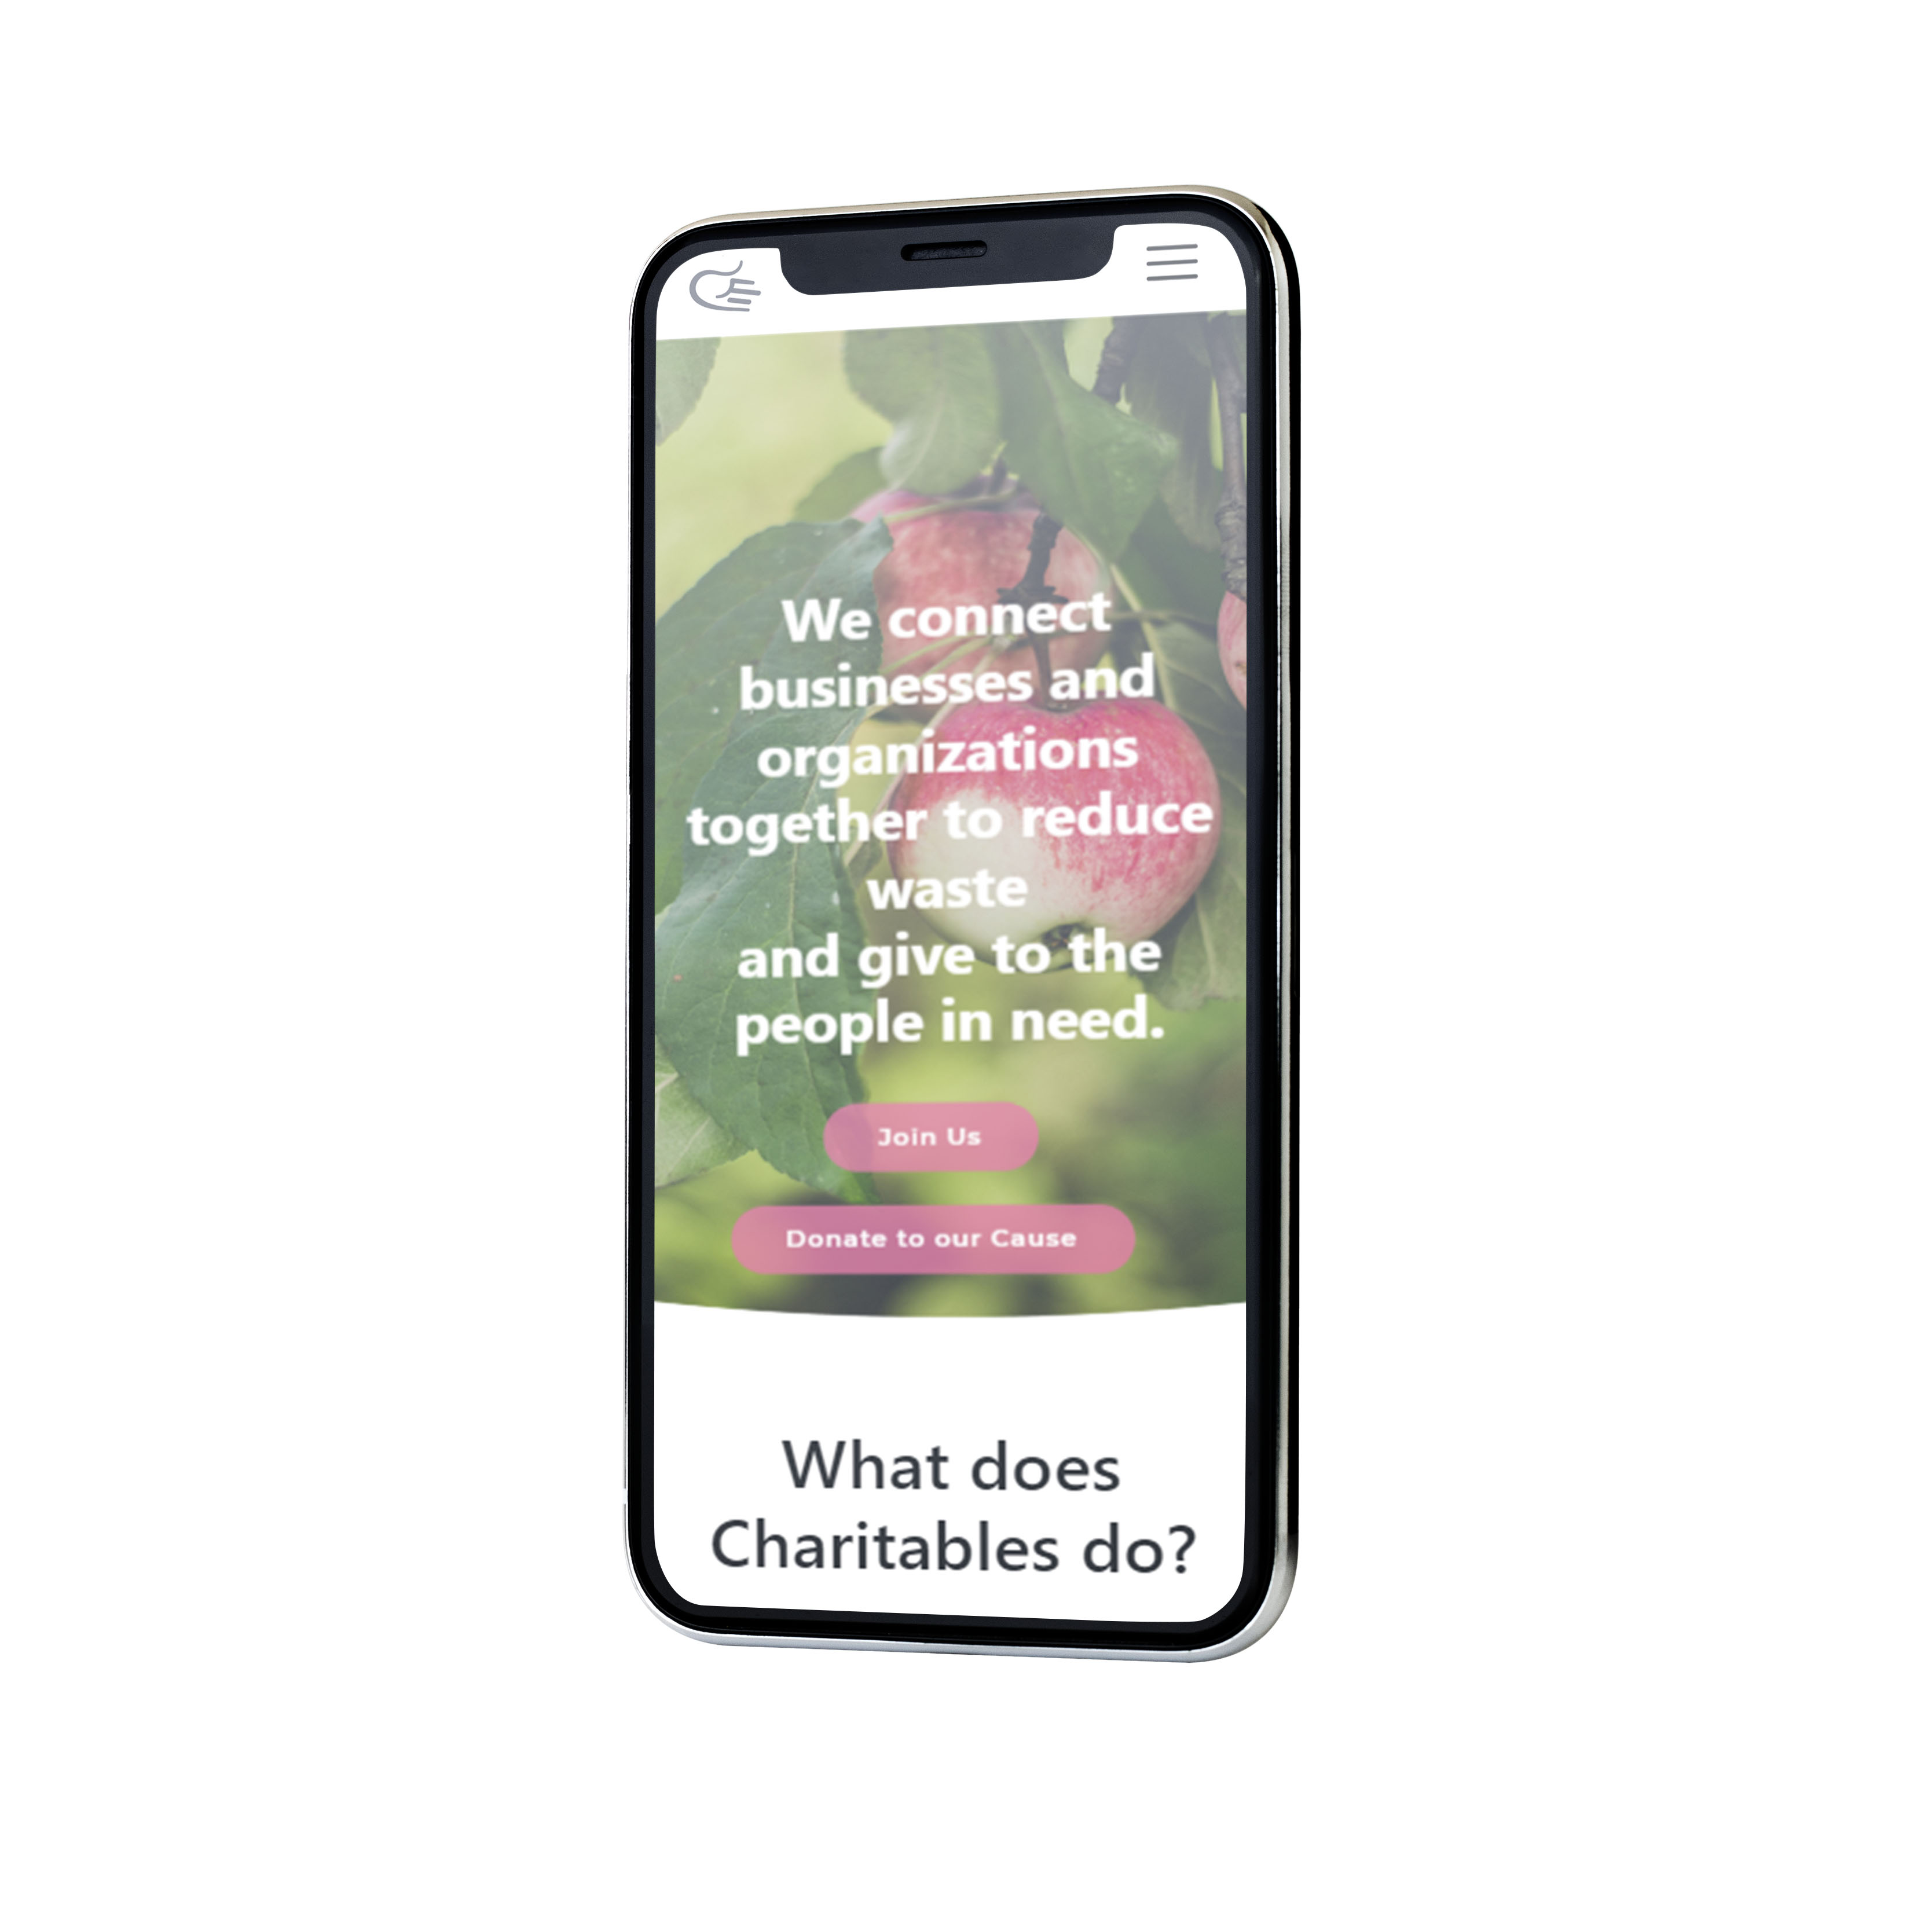 We connect
businesses and
organizations
together to reduce
waste
and give to the
people in need.
Join Us
Donate to our Cause
What does
Charitables do?